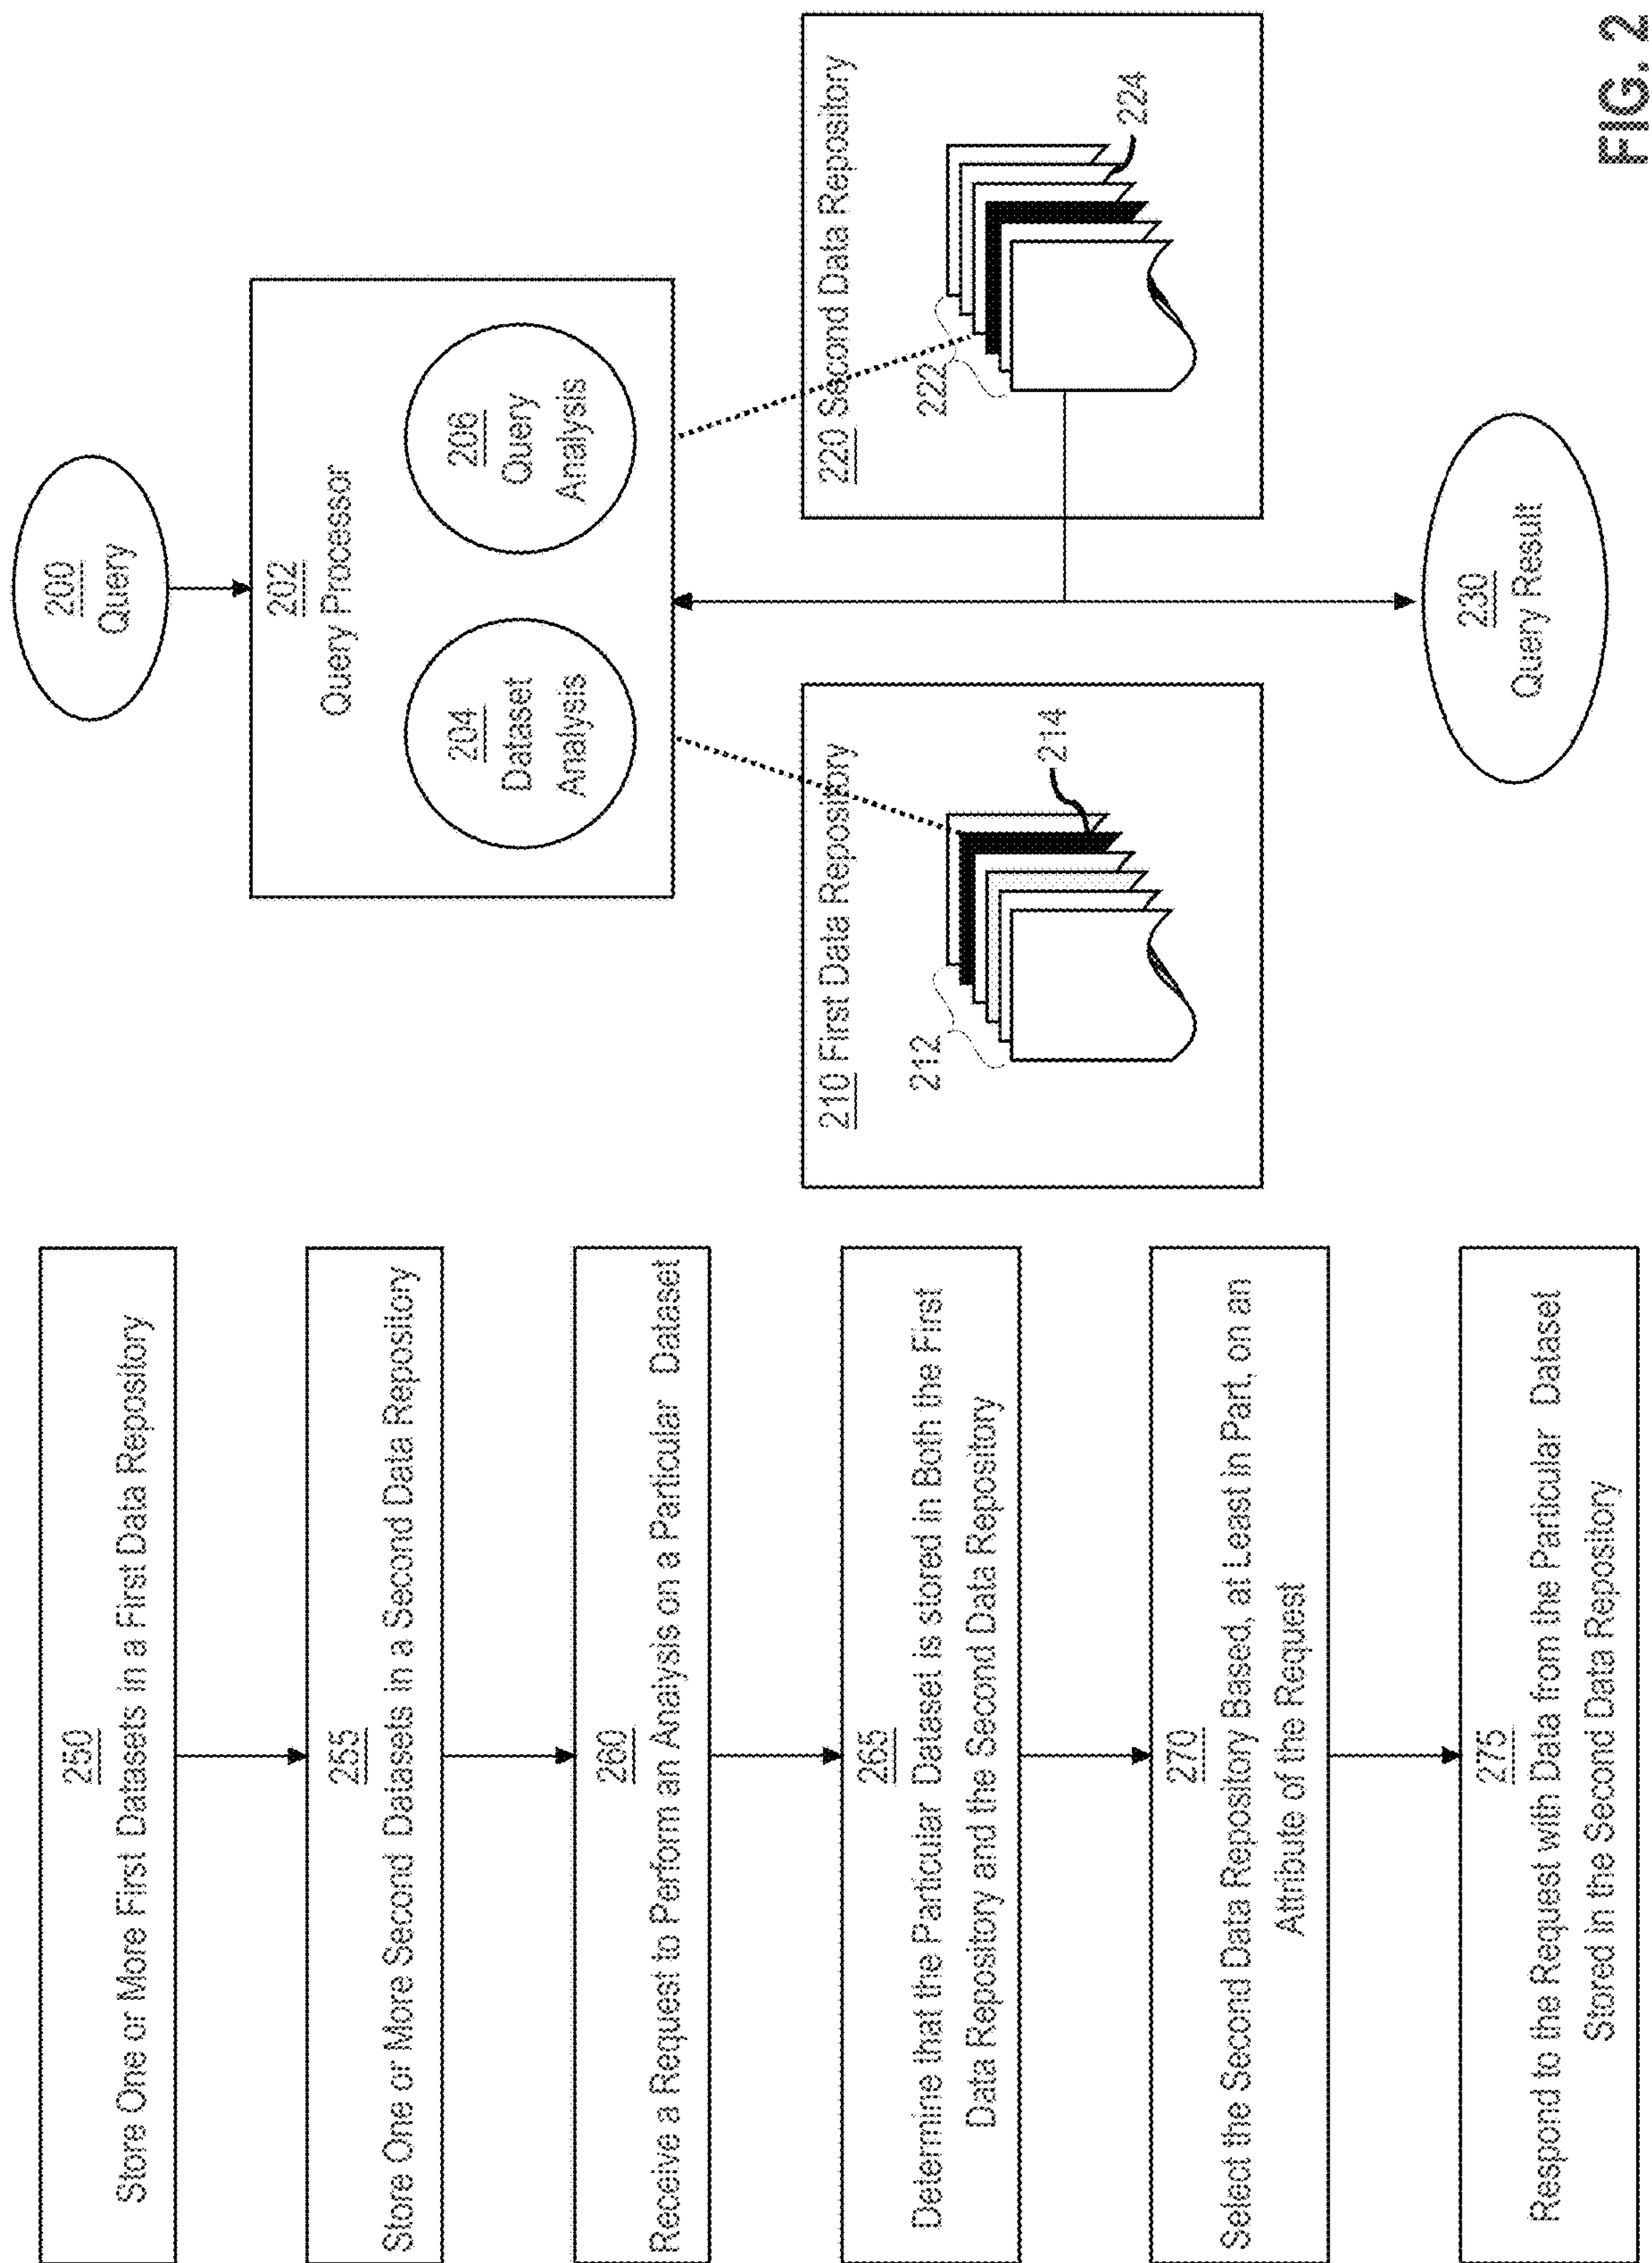 250
Store One or More First Datasets in a First Data Repository
255
Store One or More Second Datasets in a Second Data Repository
260
Receive a Request to Perform an Analysis on a Particular Dataset
265
Determine that the Particular Dataset is stored in Both the First
Data Repository and the Second Data Repository
270
Select the Second Data Repository Based, at Least in Part, on an
Attribute of the Request
275
Respond to the Request with Data from the Particular Dataset
Stored in the Second Data Repository
200
Query
202
Query Processor
204
Dataset
Analysis
206
Query
Analysis
210 First Data Repository
212
214
220 Second Data Repository
222
224
230
Query Result
FIG. 2